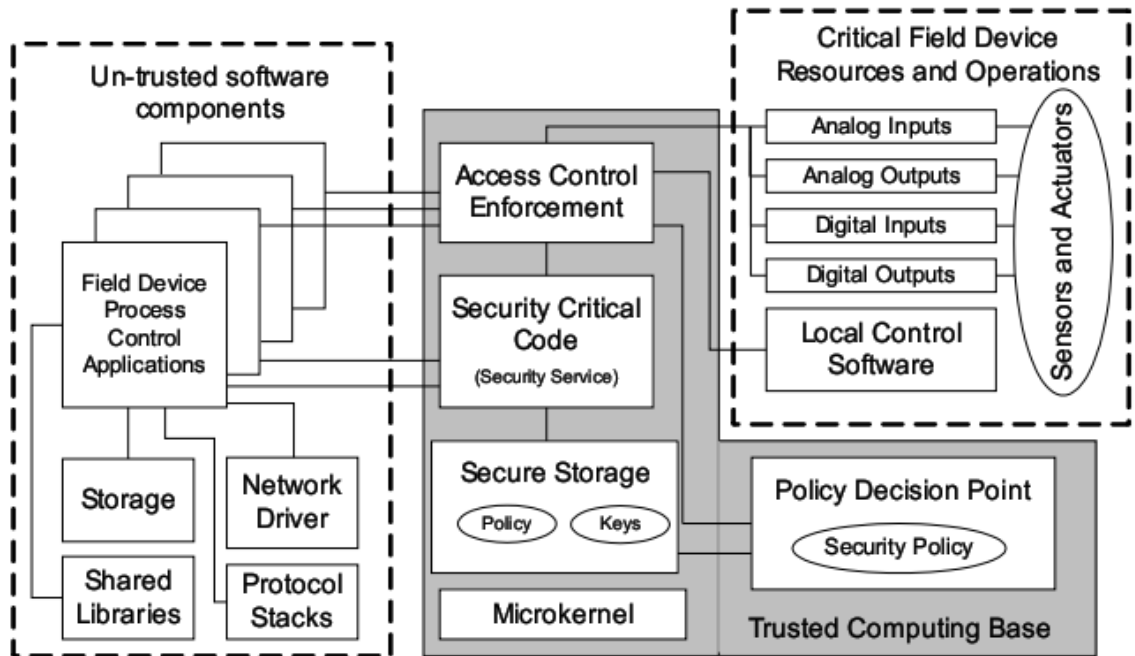 Un-trusted software
components
Field Device
Process
Control
Applications
Storage
Network
Driver
Shared
Libraries
Protocol
Stacks
Access Control
Enforcement
Security Critical
Code
(Security Service)
Secure Storage
Policy
Keys
Microkernel
Critical Field Device
Resources and Operations
Analog Inputs
Analog Outputs
Digital Inputs
Digital Outputs
Local Control
Software
Sensors and Actuators
Policy Decision Point
Security Policy
Trusted Computing Base